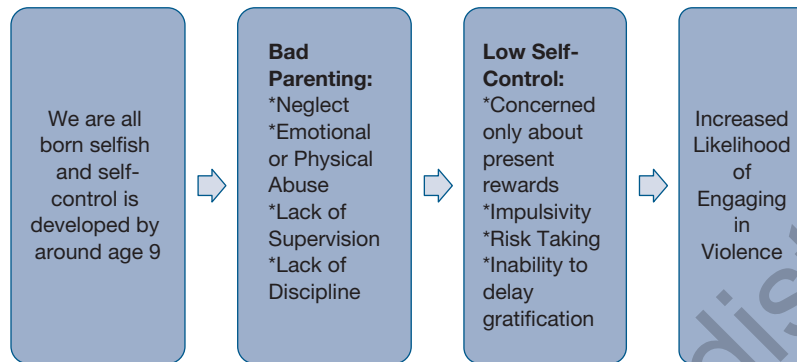 We are all
born selfish
and self-
control is
developed by
around age 9
Bad
Parenting:
*Neglect
*Emotional
or Physical
Abuse
*Lack of
Supervision
*Lack of
Discipline
Low Self-
Control:
*Concerned
only about
present
rewards
*Impulsivity
*Risk Taking
*Inability to
delay
gratification
Increased
Likelihood
of
Engaging
in
Violence